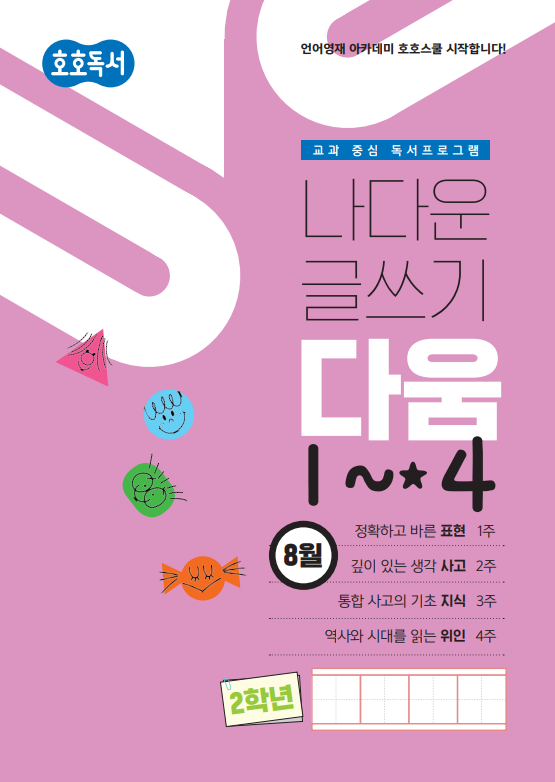 언어영재 아카데미 호호스쿨 시작합니다!
호호독서
교과 중심 독서프로그램
나다운
글쓰기
다움
1~4
8월
정확하고 바른 표현 1주
깊이 있는 생각 사고 2주
통합 사고의 기초 지식 3주
역사와 시대를 읽는 위인 4주
2학년